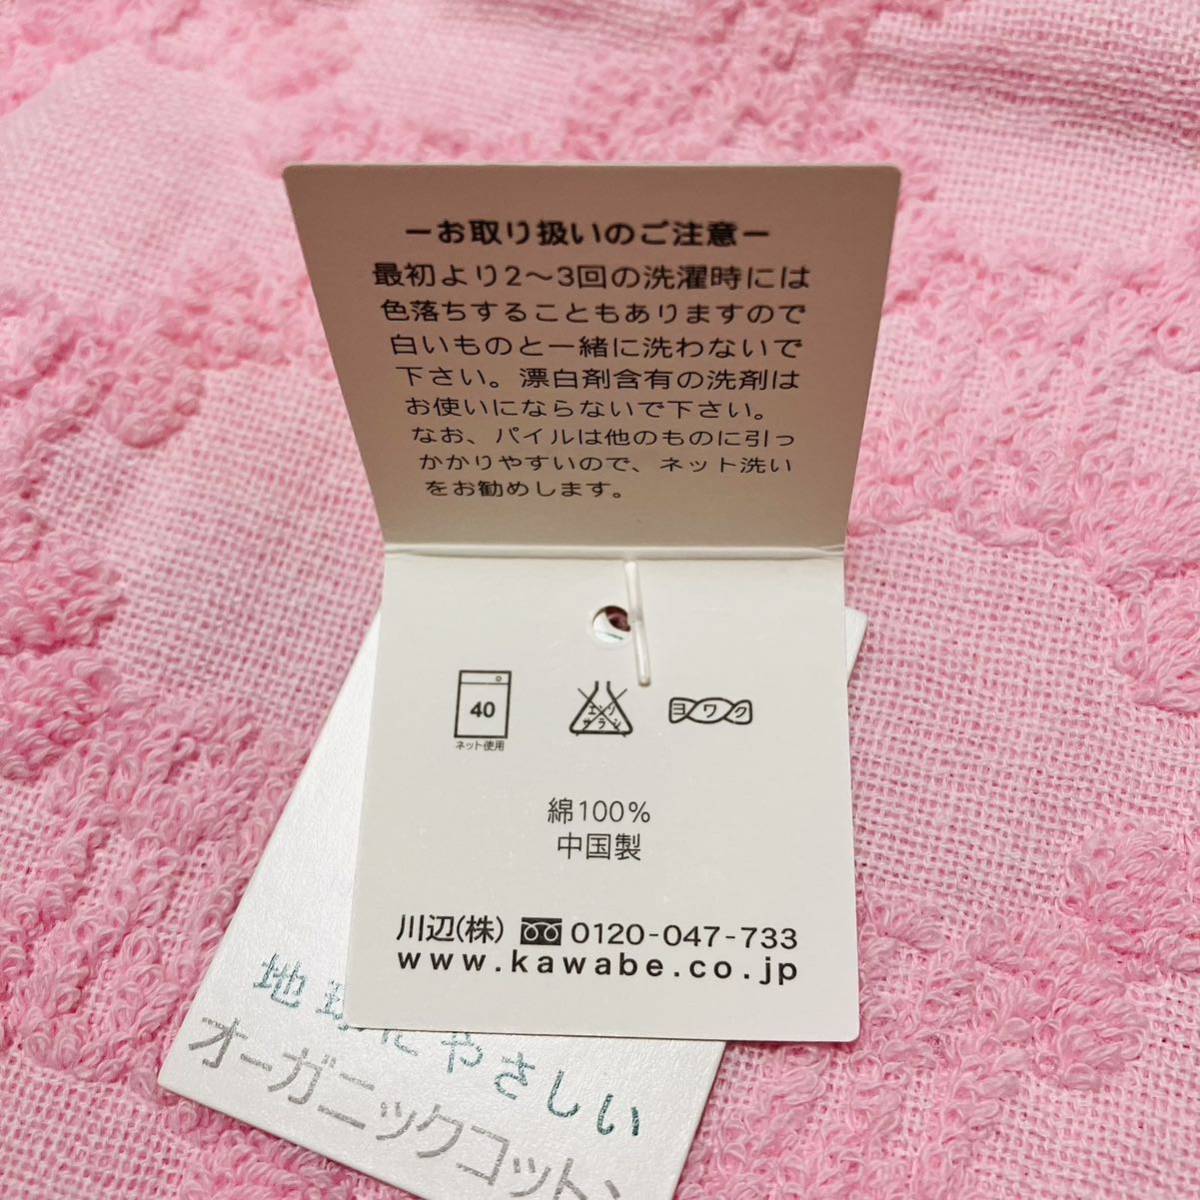 －お取り扱いのご注意－
最初より2～3回の洗濯時には
色落ちすることもありますので
白いものと一緒に洗わないで
下さい。漂白剤含有の洗剤は
お使いにならないで下さい。
なお、パイルは他のものに引っ
かかりやすいので、ネット洗い
をお勧めします。
40
ネット使用
エンソ
サラシ
ヨワク
綿100%
中国製
川辺(株) 0120-047-733
www.kawabe.co.jp
地球にやさしい
オーガニックコットン